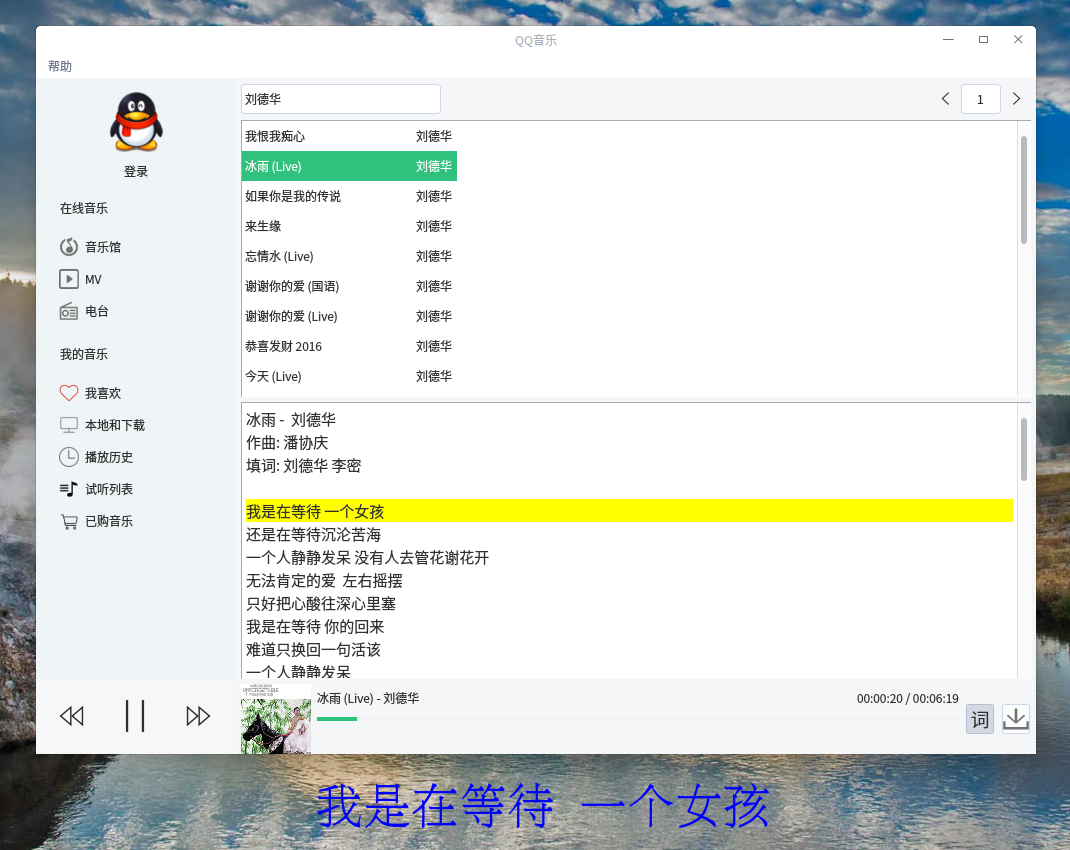 QQ音乐
帮助
登录
在线音乐
音乐馆
MV
电台
我的音乐
我喜欢
本地和下载
播放历史
试听列表
已购音乐
刘德华
1
我恨我痴心 刘德华
冰雨 (Live) 刘德华
如果你是我的传说 刘德华
来生缘 刘德华
忘情水 (Live) 刘德华
谢谢你的爱 (国语) 刘德华
谢谢你的爱 (Live) 刘德华
恭喜发财 2016 刘德华
今天 (Live) 刘德华
冰雨 - 刘德华
作曲: 潘协庆
填词: 刘德华 李密
我是在等待 一个女孩
还是在等待沉沦苦海
一个人静静发呆 没有人去管花谢花开
无法肯定的爱 左右摇摆
只好把心酸往深心里塞
我是在等待 你的回来
难道只换回一句活该
一个人静静发呆
UNFORGETTABLE
冰雨 (Live) - 刘德华
00:00:20 / 00:06:19
词
我是在等待 一个女孩